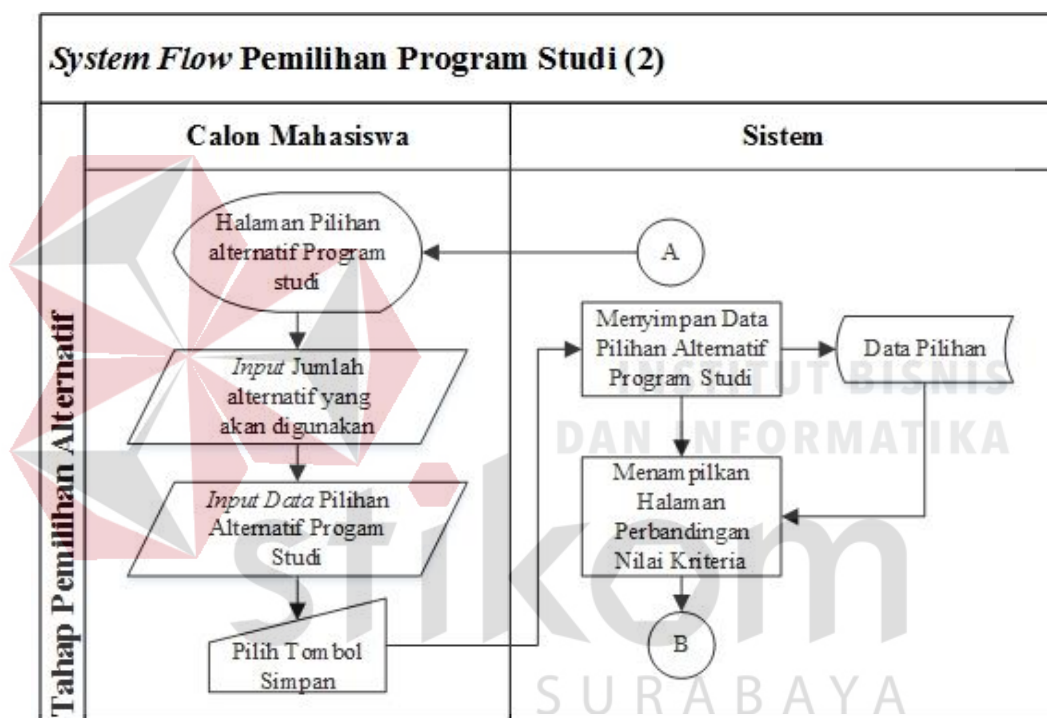 System Flow Pemilihan Program Studi (2)
Tahap Pemilihan Alternatif
Calon Mahasiswa
Sistem
Halaman Pilihan
alternatif Program
studi
A
Input Jumlah
alternatif yang
akan digunakan
Input Data Pilihan
Alternatif Progam
Studi
Pilih Tombol
Simpan
Menyimpan Data
Pilihan Alternatif
Program Studi
Data Pilihan
Menampilkan
Halaman
Perbandingan
Nilai Kriteria
B
INSTITUT BISNIS
DAN INFORMATIKA
stikom
SURABAYA